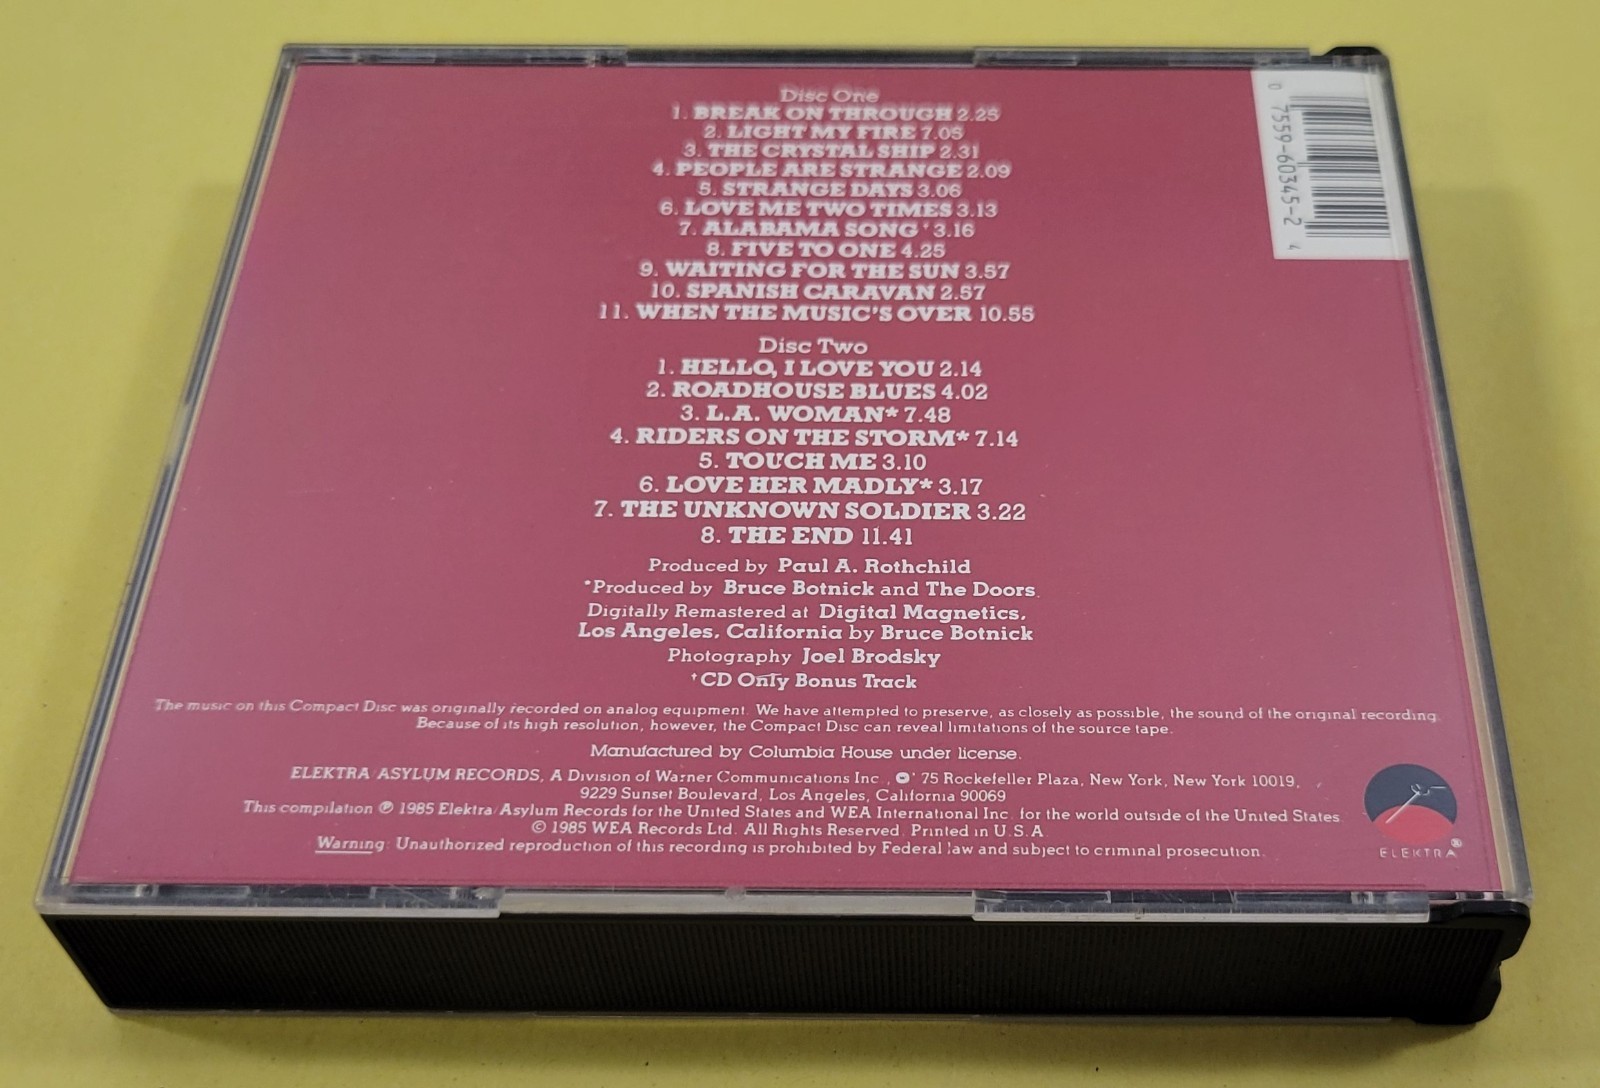 Disc One
1. BREAK ON THROUGH 2.25
2. LIGHT MY FIRE 7.05
3. THE CRYSTAL SHIP 2.31
4. PEOPLE ARE STRANGE 2.09
5. STRANGE DAYS 3.06
6. LOVE ME TWO TIMES 3.13
7. ALABAMA SONG † 3.16
8. FIVE TO ONE 4.25
9. WAITING FOR THE SUN 3.57
10. SPANISH CARAVAN 2.57
11. WHEN THE MUSIC'S OVER 10.55
Disc Two
1. HELLO, I LOVE YOU 2.14
2. ROADHOUSE BLUES 4.02
3. L.A. WOMAN* 7.48
4. RIDERS ON THE STORM* 7.14
5. TOUCH ME 3.10
6. LOVE HER MADLY* 3.17
7. THE UNKNOWN SOLDIER 3.22
8. THE END 11.41
Produced by Paul A. Rothchild
*Produced by Bruce Botnick and The Doors.
Digitally Remastered at Digital Magnetics,
Los Angeles, California by Bruce Botnick
Photography Joel Brodsky
†CD Only Bonus Track
The music on this Compact Disc was originally recorded on analog equipment. We have attempted to preserve, as closely as possible, the sound of the original recording.
Because of its high resolution, however, the Compact Disc can reveal limitations of the source tape.
Manufactured by Columbia House under license.
ELEKTRA/ASYLUM RECORDS, A Division of Warner Communications Inc., 75 Rockefeller Plaza, New York, New York 10019,
9229 Sunset Boulevard, Los Angeles, California 90069
This compilation ℗ 1985 Elektra/Asylum Records for the United States and WEA International Inc. for the world outside of the United States.
© 1985 WEA Records Ltd. All Rights Reserved. Printed in U.S.A.
Warning: Unauthorized reproduction of this recording is prohibited by Federal law and subject to criminal prosecution.
0 7559-60345-2 4
ELEKTRA®